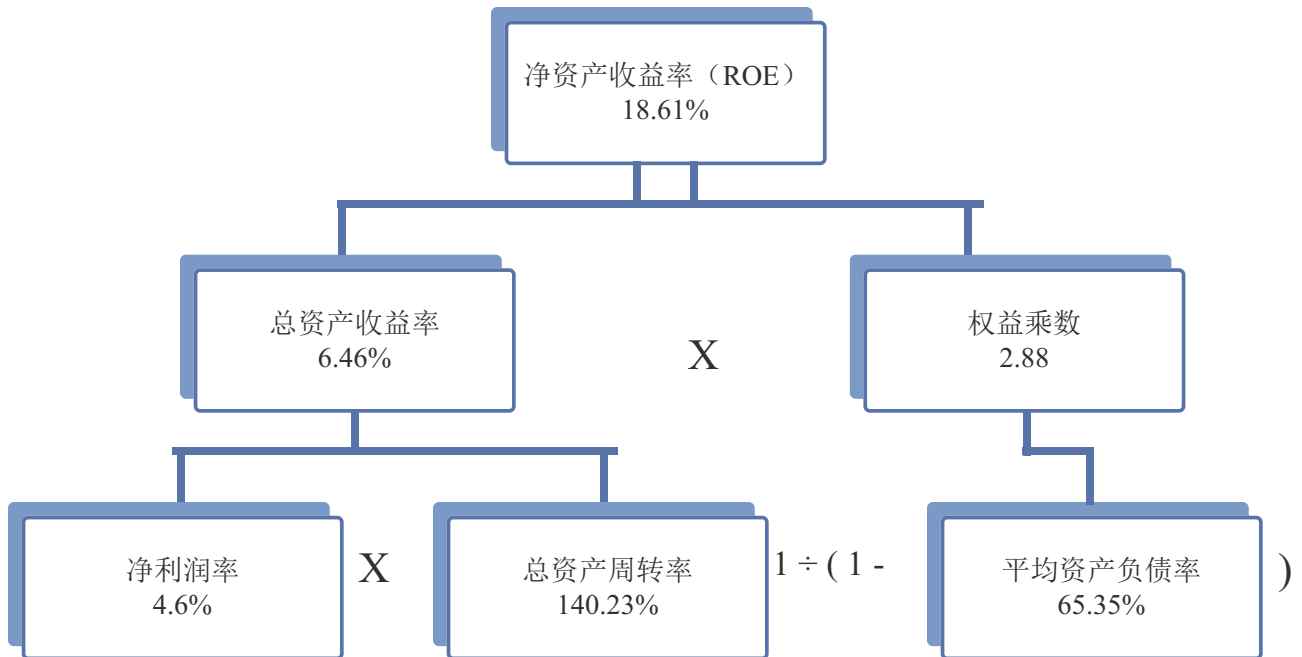 净资产收益率（ROE）
18.61%
总资产收益率
6.46%
X
权益乘数
2.88
净利润率
4.6%
X
总资产周转率
140.23%
1 ÷ ( 1 -
平均资产负债率
65.35%
)